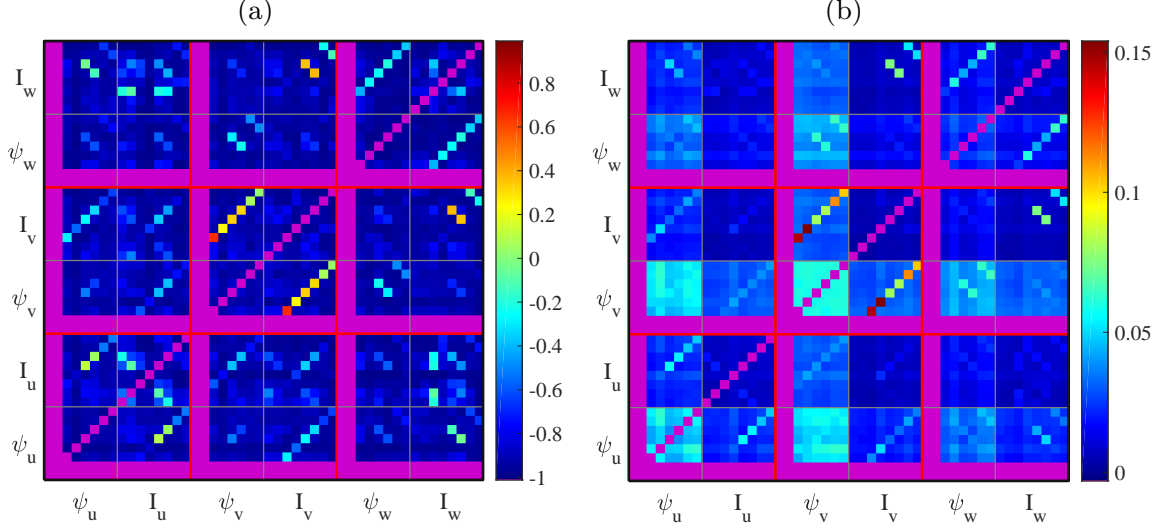 (a) (b)
I_w 0.8 I_w 0.15
ψ_w 0.6 ψ_w
0.4
I_v 0.2 I_v 0.1
0
ψ_v -0.2 ψ_v
-0.4 0.05
I_u -0.6 I_u
ψ_u -0.8 ψ_u
-1 0
ψ_u I_u ψ_v I_v ψ_w I_w ψ_u I_u ψ_v I_v ψ_w I_w